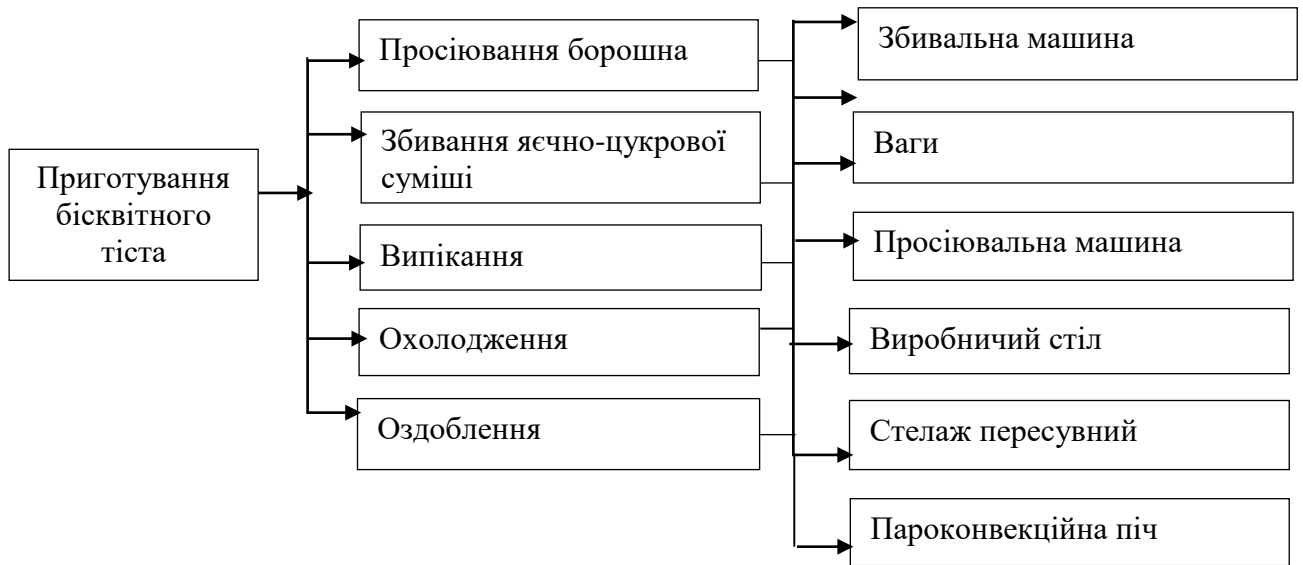 Приготування
бісквітного
тіста
Просіювання борошна
Збивання яєчно-цукрової
суміші
Випікання
Охолодження
Оздоблення
Збивальна машина
Ваги
Просіювальна машина
Виробничий стіл
Стелаж пересувний
Пароконвекційна піч